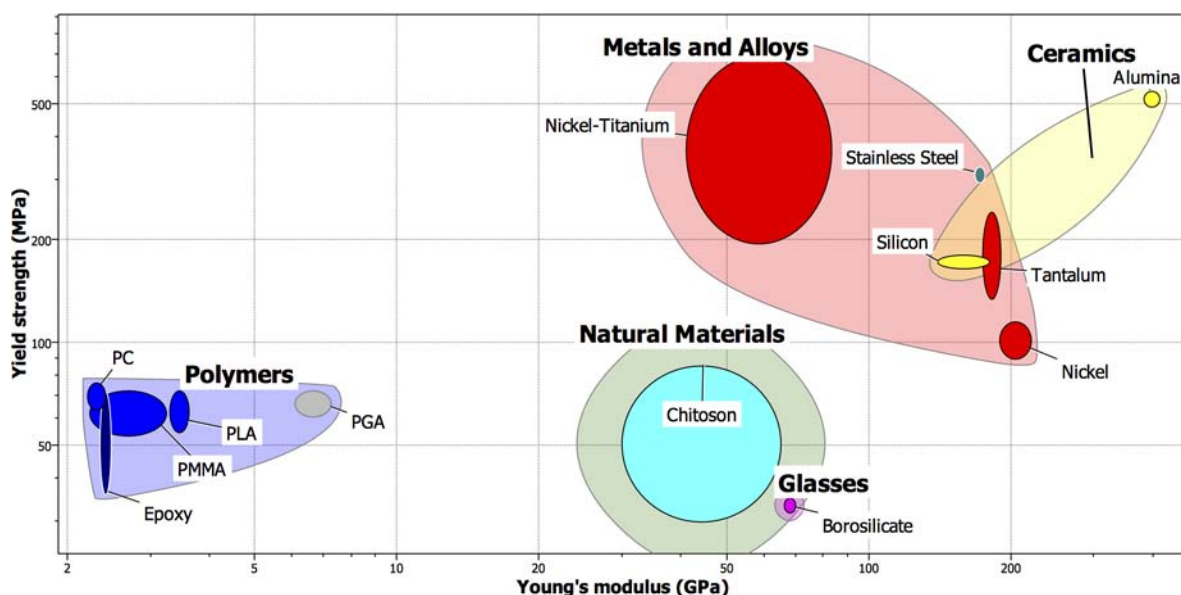 Metals and Alloys
Ceramics
Alumina
500
Nickel-Titanium
Stainless Steel
Yield strength (MPa)
200
Silicon
Tantalum
Natural Materials
100
PC
Polymers
Nickel
Chitoson
PGA
PLA
50
PMMA
Glasses
Epoxy
Borosilicate
2
5
10
20
50
100
200
Young's modulus (GPa)